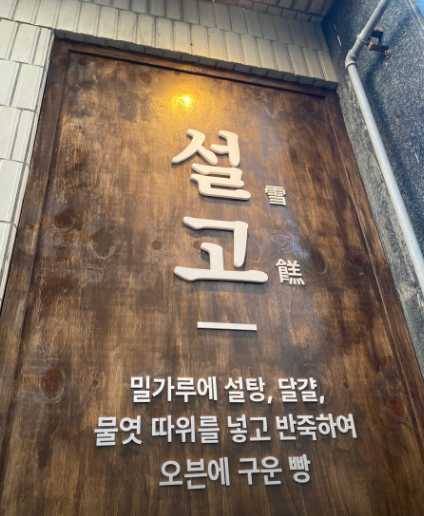 설 雪
고 餻
밀가루에 설탕, 달걀,
물엿 따위를 넣고 반죽하여
오븐에 구운 빵